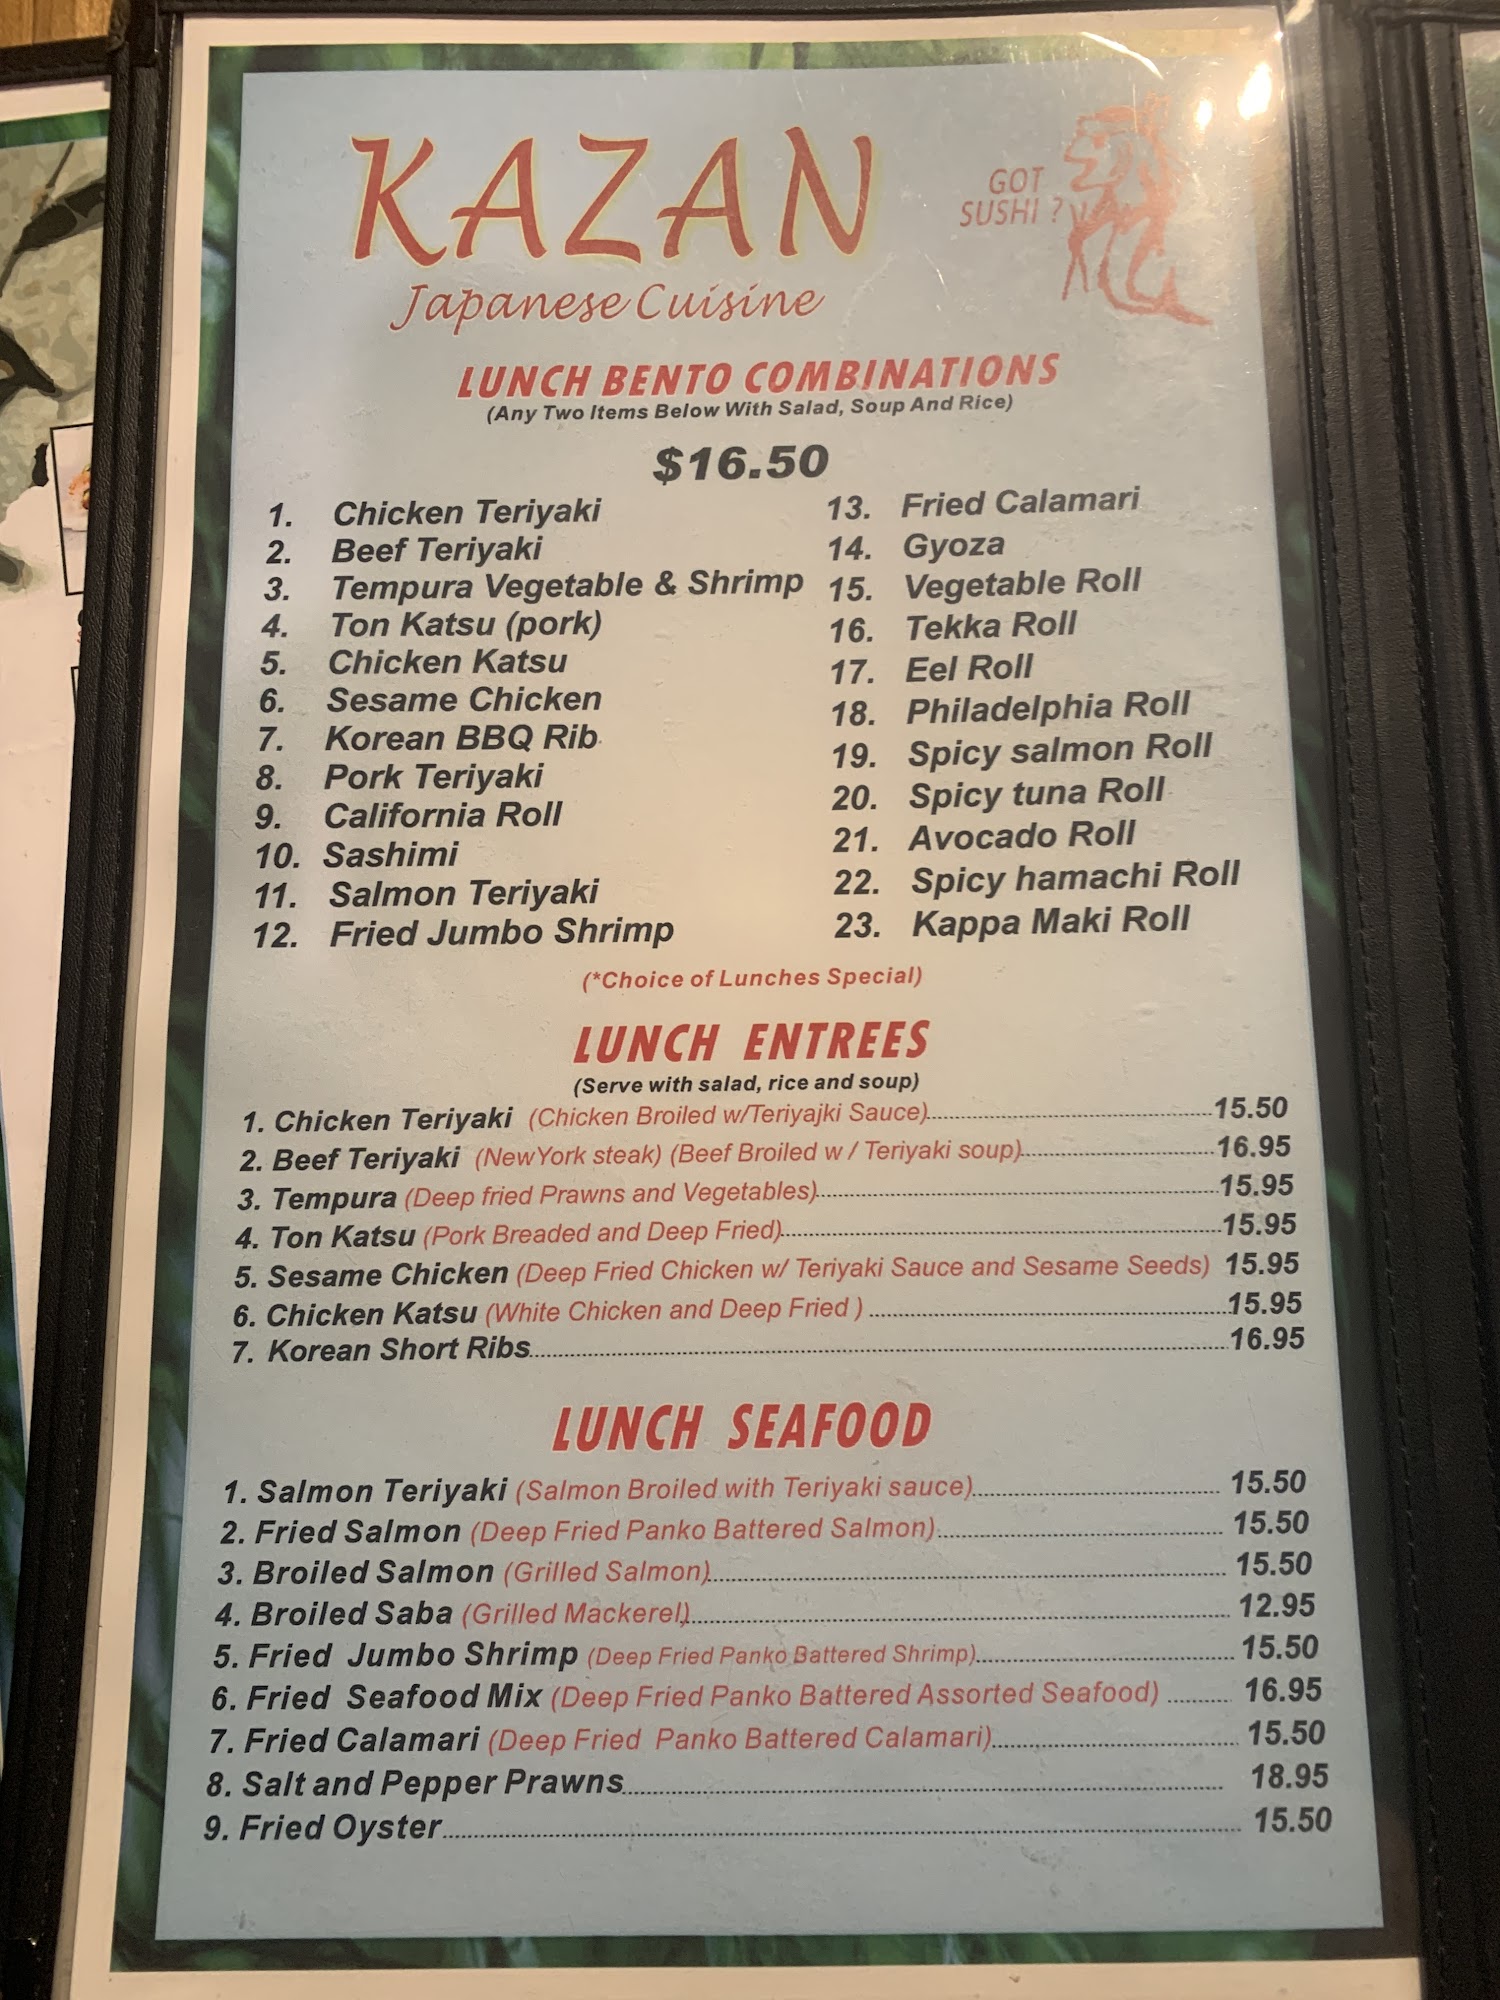 KAZAN
Japanese Cuisine
GOT
SUSHI ?
LUNCH BENTO COMBINATIONS
(Any Two Items Below With Salad, Soup And Rice)
$16.50
1. Chicken Teriyaki
2. Beef Teriyaki
3. Tempura Vegetable & Shrimp
4. Ton Katsu (pork)
5. Chicken Katsu
6. Sesame Chicken
7. Korean BBQ Rib
8. Pork Teriyaki
9. California Roll
10. Sashimi
11. Salmon Teriyaki
12. Fried Jumbo Shrimp
13. Fried Calamari
14. Gyoza
15. Vegetable Roll
16. Tekka Roll
17. Eel Roll
18. Philadelphia Roll
19. Spicy salmon Roll
20. Spicy tuna Roll
21. Avocado Roll
22. Spicy hamachi Roll
23. Kappa Maki Roll
(*Choice of Lunches Special)
LUNCH ENTREES
(Serve with salad, rice and soup)
1. Chicken Teriyaki (Chicken Broiled w/Teriyajki Sauce) 15.50
2. Beef Teriyaki (NewYork steak) (Beef Broiled w / Teriyaki soup) 16.95
3. Tempura (Deep fried Prawns and Vegetables) 15.95
4. Ton Katsu (Pork Breaded and Deep Fried) 15.95
5. Sesame Chicken (Deep Fried Chicken w/ Teriyaki Sauce and Sesame Seeds) 15.95
6. Chicken Katsu (White Chicken and Deep Fried ) 15.95
7. Korean Short Ribs 16.95
LUNCH SEAFOOD
1. Salmon Teriyaki (Salmon Broiled with Teriyaki sauce) 15.50
2. Fried Salmon (Deep Fried Panko Battered Salmon) 15.50
3. Broiled Salmon (Grilled Salmon) 15.50
4. Broiled Saba (Grilled Mackerel) 12.95
5. Fried Jumbo Shrimp (Deep Fried Panko Battered Shrimp) 15.50
6. Fried Seafood Mix (Deep Fried Panko Battered Assorted Seafood) 16.95
7. Fried Calamari (Deep Fried Panko Battered Calamari) 15.50
8. Salt and Pepper Prawns 18.95
9. Fried Oyster 15.50